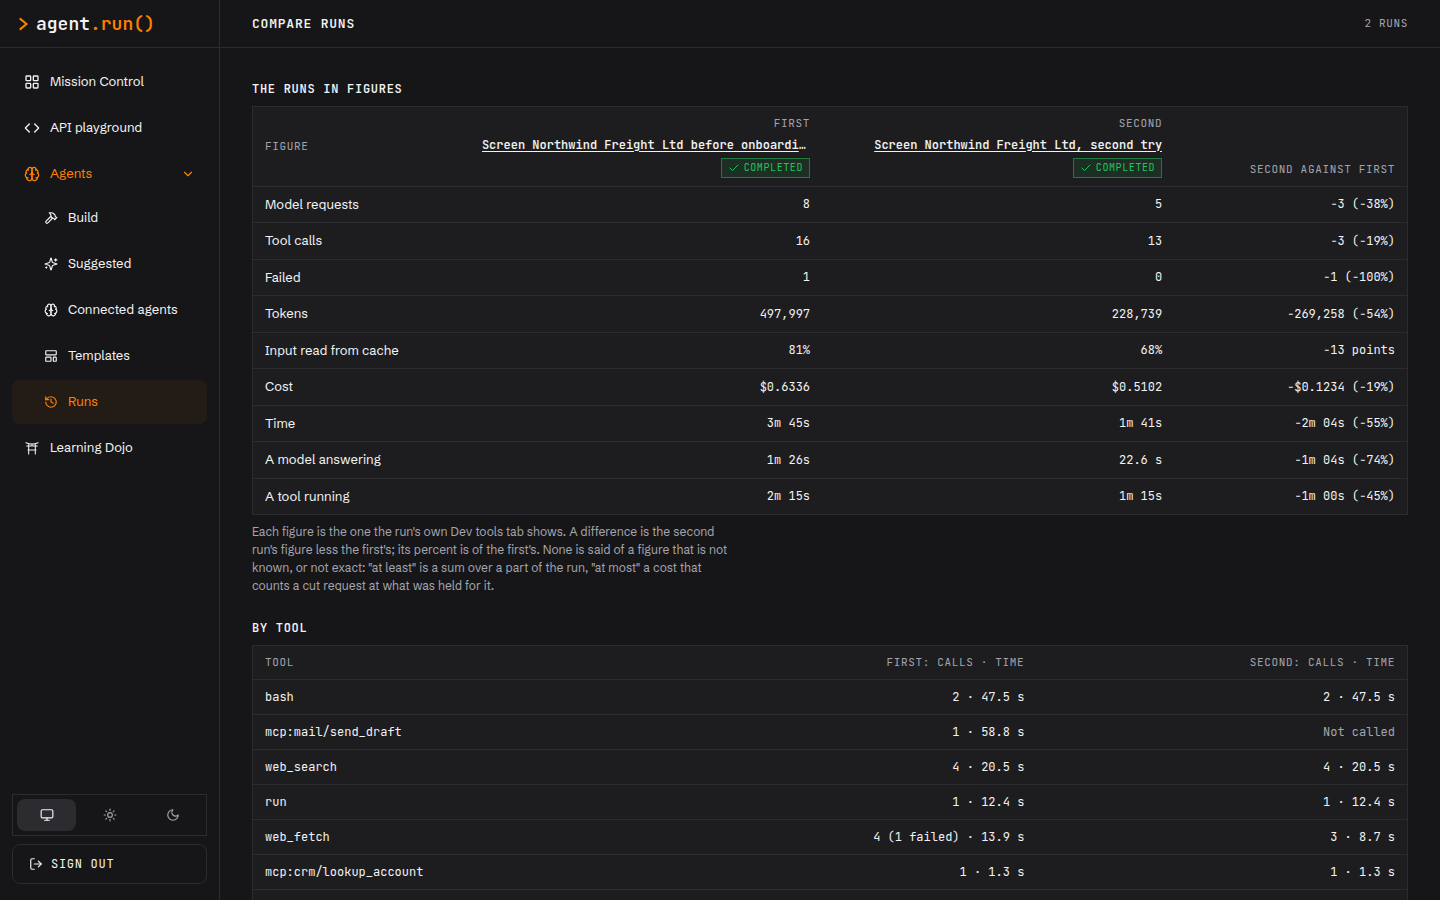 agent.run()
COMPARE RUNS
2 RUNS
Mission Control
API playground
Agents
Build
Suggested
Connected agents
Templates
Runs
Learning Dojo
SIGN OUT
THE RUNS IN FIGURES
FIGURE
FIRST
Screen Northwind Freight Ltd before onboardi…
COMPLETED
SECOND
Screen Northwind Freight Ltd, second try
COMPLETED
SECOND AGAINST FIRST
Model requests 8 5 -3 (-38%)
Tool calls 16 13 -3 (-19%)
Failed 1 0 -1 (-100%)
Tokens 497,997 228,739 -269,258 (-54%)
Input read from cache 81% 68% -13 points
Cost $0.6336 $0.5102 -$0.1234 (-19%)
Time 3m 45s 1m 41s -2m 04s (-55%)
A model answering 1m 26s 22.6 s -1m 04s (-74%)
A tool running 2m 15s 1m 15s -1m 00s (-45%)
Each figure is the one the run's own Dev tools tab shows. A difference is the second
run's figure less the first's; its percent is of the first's. None is said of a figure that is not
known, or not exact: "at least" is a sum over a part of the run, "at most" a cost that
counts a cut request at what was held for it.
BY TOOL
TOOL FIRST: CALLS · TIME SECOND: CALLS · TIME
bash 2 · 47.5 s 2 · 47.5 s
mcp:mail/send_draft 1 · 58.8 s Not called
web_search 4 · 20.5 s 4 · 20.5 s
run 1 · 12.4 s 1 · 12.4 s
web_fetch 4 (1 failed) · 13.9 s 3 · 8.7 s
mcp:crm/lookup_account 1 · 1.3 s 1 · 1.3 s